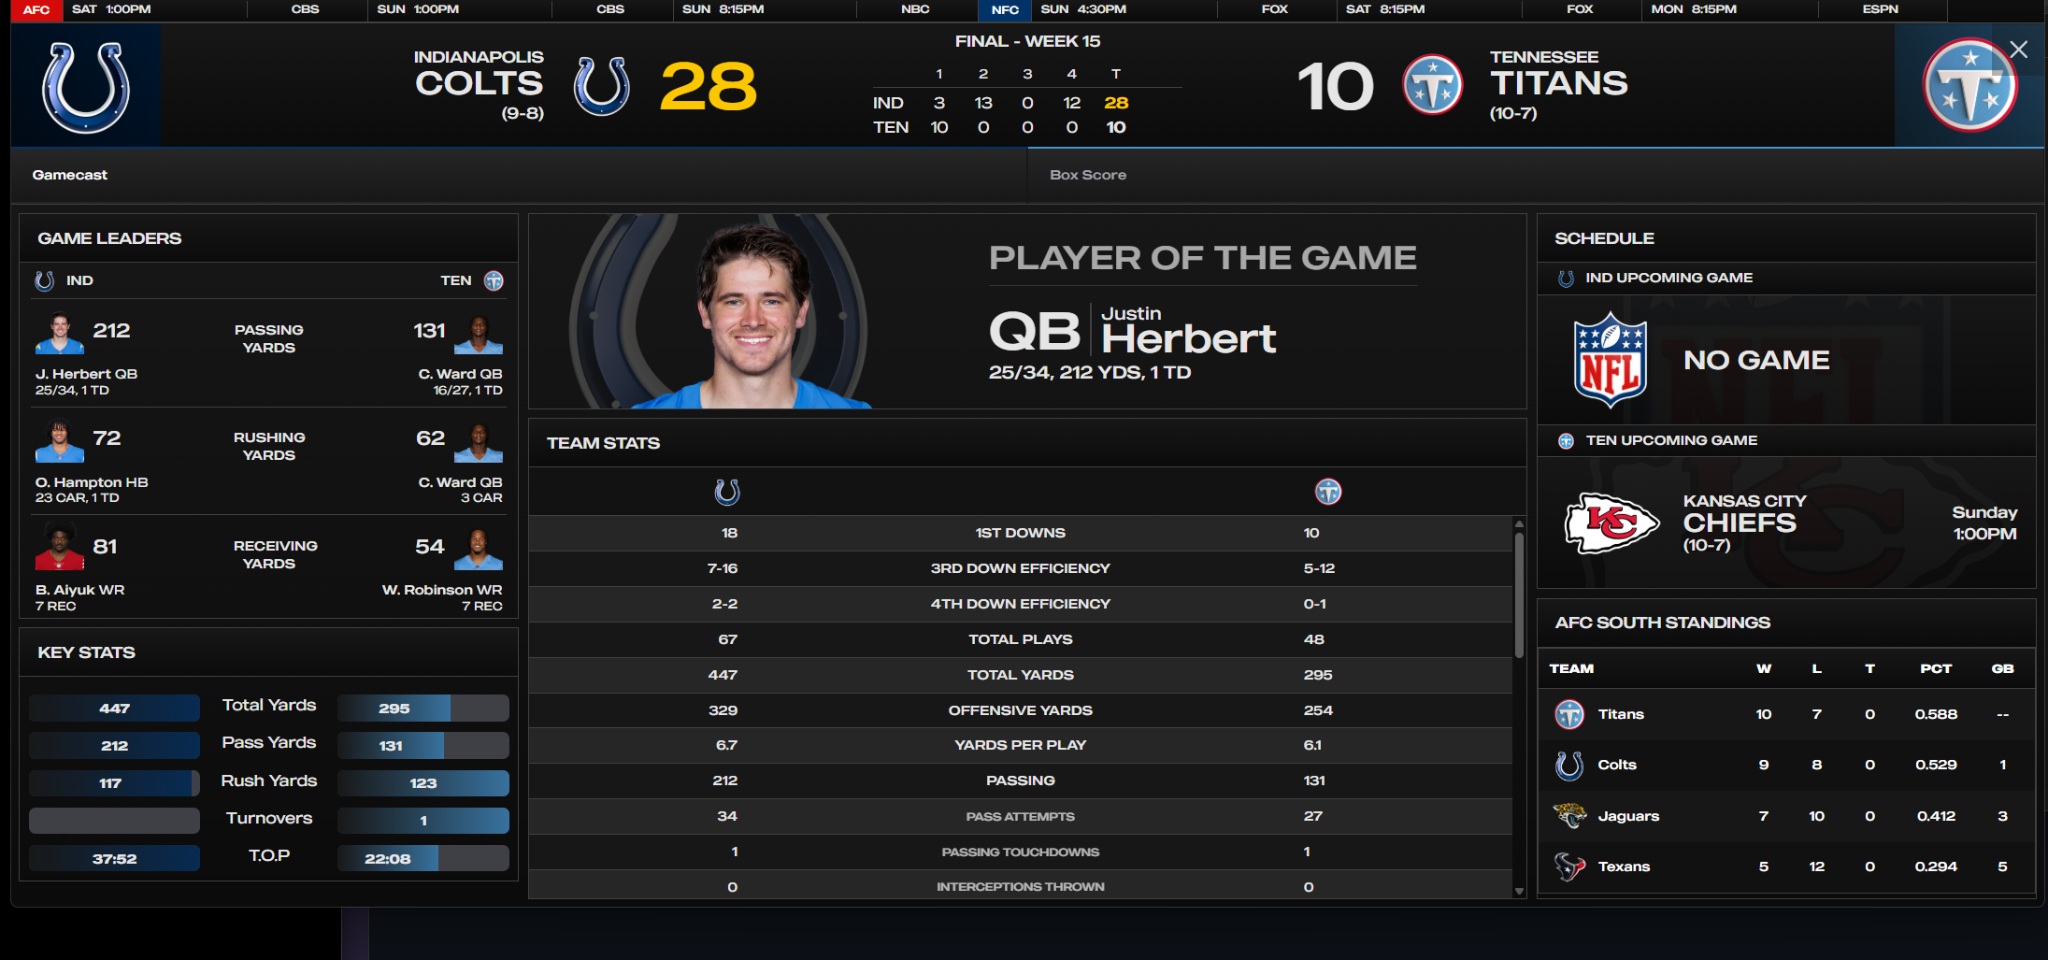 AFC SAT 1:00PM CBS SUN 1:00PM CBS SUN 8:15PM NBC NFC SUN 4:30PM FOX SAT 8:15PM FOX MON 8:15PM ESPN
INDIANAPOLIS
COLTS
(9-8)
28
FINAL - WEEK 15
1 2 3 4 T
IND 3 13 0 12 28
TEN 10 0 0 0 10
10
TENNESSEE
TITANS
(10-7)
Gamecast
Box Score
GAME LEADERS
IND TEN
212 PASSING YARDS 131
J. Herbert QB C. Ward QB
25/34, 1 TD 16/27, 1 TD
72 RUSHING YARDS 62
O. Hampton HB C. Ward QB
23 CAR, 1 TD 3 CAR
81 RECEIVING YARDS 54
B. Aiyuk WR W. Robinson WR
7 REC 7 REC
KEY STATS
447 Total Yards 295
212 Pass Yards 131
117 Rush Yards 123
Turnovers 1
37:52 T.O.P 22:08
PLAYER OF THE GAME
QB
Justin
Herbert
25/34, 212 YDS, 1 TD
TEAM STATS
18 1ST DOWNS 10
7-16 3RD DOWN EFFICIENCY 5-12
2-2 4TH DOWN EFFICIENCY 0-1
67 TOTAL PLAYS 48
447 TOTAL YARDS 295
329 OFFENSIVE YARDS 254
6.7 YARDS PER PLAY 6.1
212 PASSING 131
34 PASS ATTEMPTS 27
1 PASSING TOUCHDOWNS 1
0 INTERCEPTIONS THROWN 0
SCHEDULE
IND UPCOMING GAME
NFL
NO GAME
TEN UPCOMING GAME
KC
KANSAS CITY
CHIEFS
(10-7)
Sunday
1:00PM
AFC SOUTH STANDINGS
TEAM W L T PCT GB
Titans 10 7 0 0.588 --
Colts 9 8 0 0.529 1
Jaguars 7 10 0 0.412 3
Texans 5 12 0 0.294 5